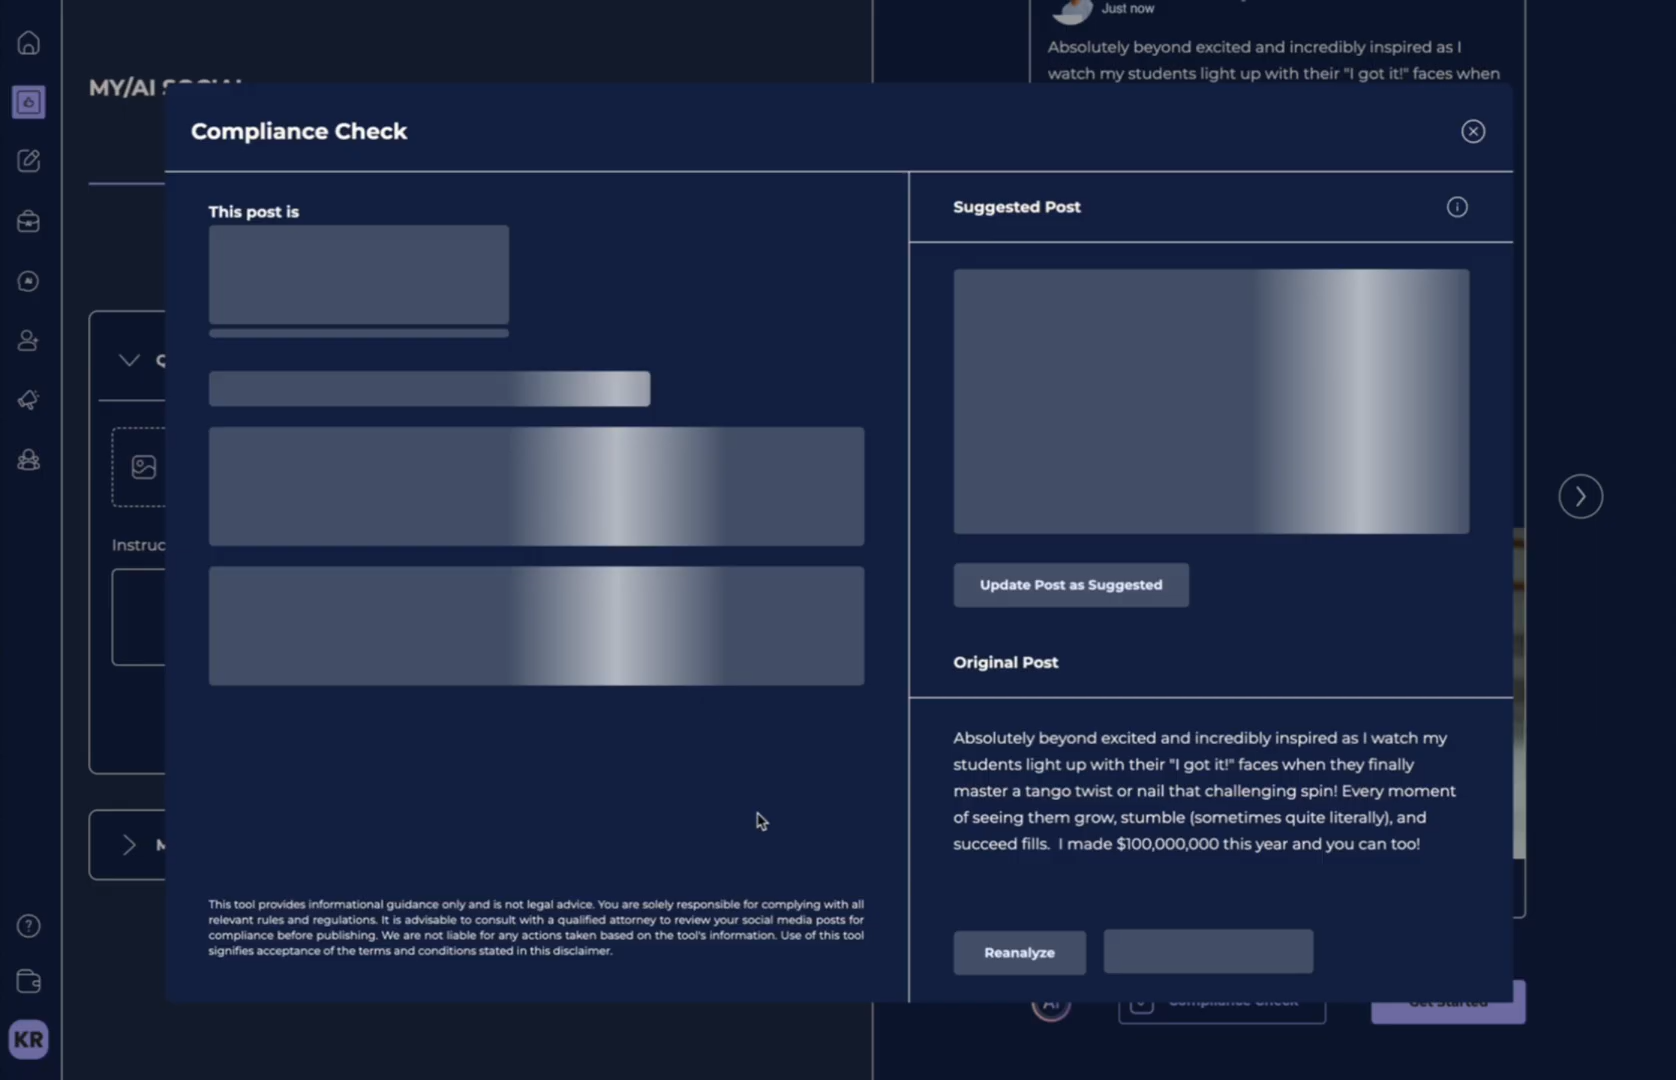 Just now
Absolutely beyond excited and incredibly inspired as I
watch my students light up with their "I got it!" faces when
MY/AI SOCIAL
Compliance Check
This post is
Suggested Post
Update Post as Suggested
Original Post
Absolutely beyond excited and incredibly inspired as I watch my
students light up with their "I got it!" faces when they finally
master a tango twist or nail that challenging spin! Every moment
of seeing them grow, stumble (sometimes quite literally), and
succeed fills. I made $100,000,000 this year and you can too!
Instruc
This tool provides informational guidance only and is not legal advice. You are solely responsible for complying with all
relevant rules and regulations. It is advisable to consult with a qualified attorney to review your social media posts for
compliance before publishing. We are not liable for any actions taken based on the tool's information. Use of this tool
signifies acceptance of the terms and conditions stated in this disclaimer.
Reanalyze
AI
Compliance Check
Get Started
KR